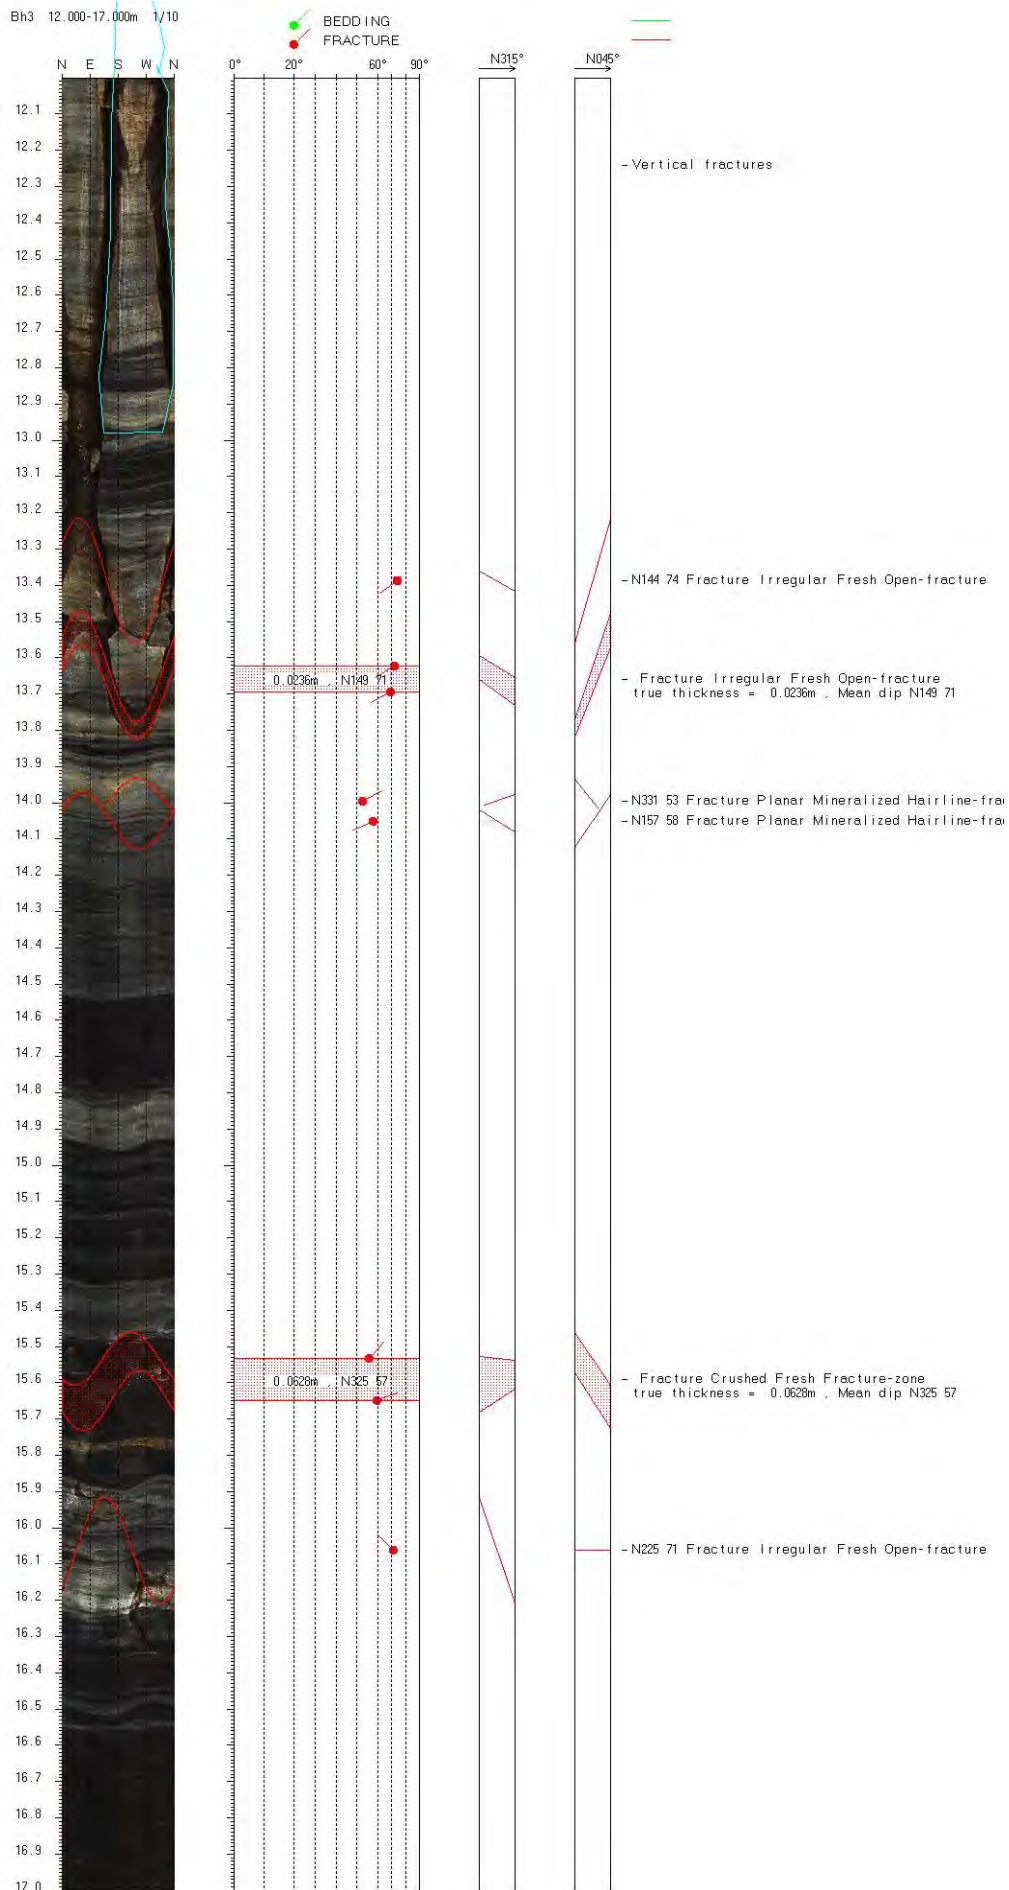 Bh3 12.000-17.000m 1/10
BEDDING
FRACTURE
N E S W N
0° 20° 60° 90°
N315°
N045°
12.1
12.2
- Vertical fractures
12.3
12.4
12.5
12.6
12.7
12.8
12.9
13.0
13.1
13.2
13.3
13.4
- N144 74 Fracture Irregular Fresh Open-fracture
13.5
13.6
0.0236m , N149 71
- Fracture Irregular Fresh Open-fracture
true thickness = 0.0236m , Mean dip N149 71
13.7
13.8
13.9
14.0
- N331 53 Fracture Planar Mineralized Hairline-frac
- N157 58 Fracture Planar Mineralized Hairline-frac
14.1
14.2
14.3
14.4
14.5
14.6
14.7
14.8
14.9
15.0
15.1
15.2
15.3
15.4
15.5
15.6
0.0628m , N325 57
- Fracture Crushed Fresh Fracture-zone
true thickness = 0.0628m , Mean dip N325 57
15.7
15.8
15.9
16.0
- N225 71 Fracture Irregular Fresh Open-fracture
16.1
16.2
16.3
16.4
16.5
16.6
16.7
16.8
16.9
17.0